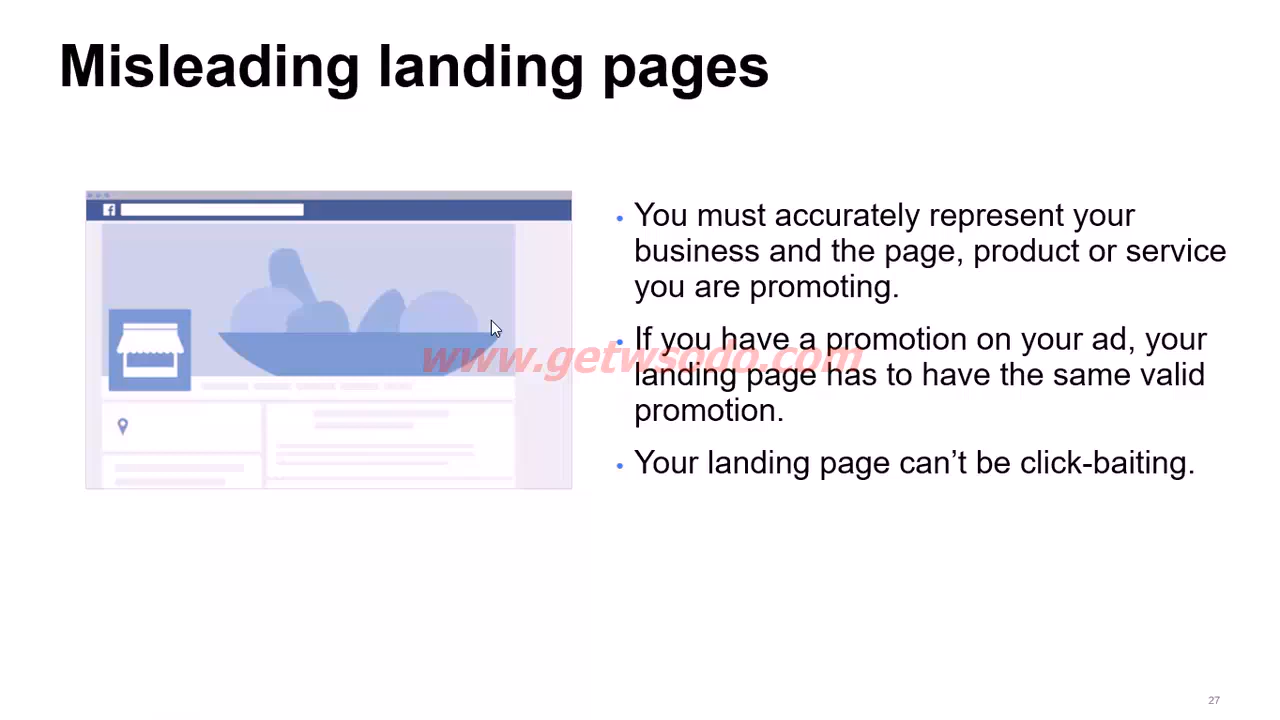 Misleading landing pages
f
• You must accurately represent your
business and the page, product or service
you are promoting.
• If you have a promotion on your ad, your
landing page has to have the same valid
promotion.
www.getwsodo.com
• Your landing page can’t be click-baiting.
27